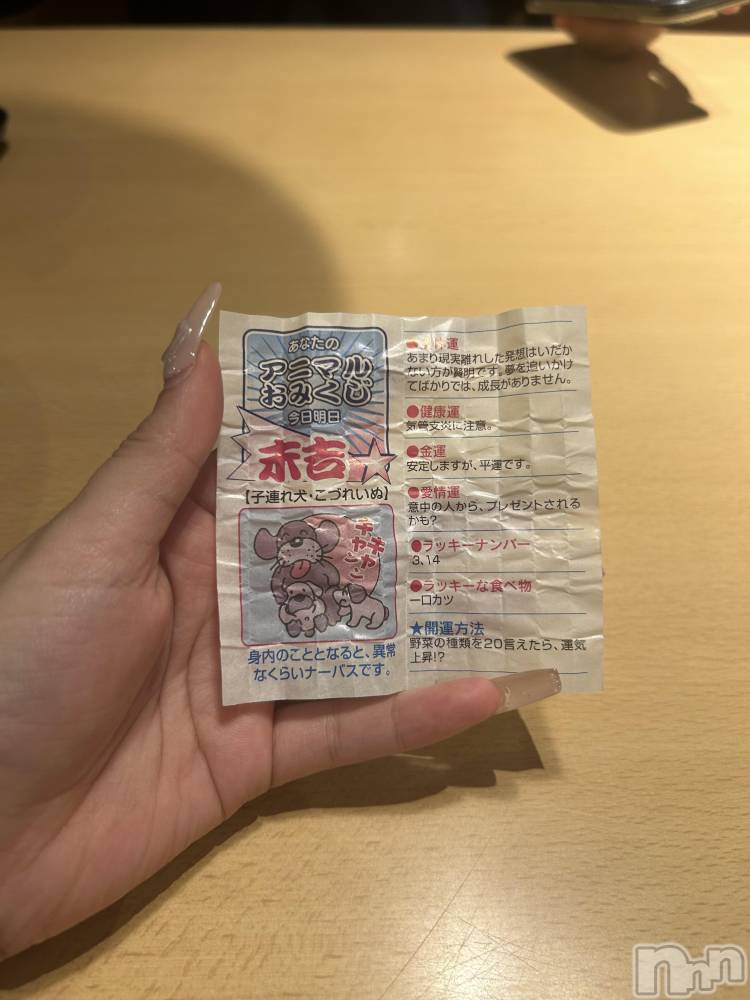 あなたの
アニマル
おみくじ
今日明日
末吉
【子連れ犬・こづれいぬ】
キャン
キャン
身内のこととなると、異常
なくらいナーバスです。
運
あまり現実離れした発想はいだか
ない方が賢明です。夢を追いかけ
てばかりでは、成長がありません。
●健康運
気管支炎に注意。
●金運
安定しますが、平運です。
●愛情運
意中の人から、プレゼントされる
かも?
●ラッキーナンバー
3、14
●ラッキーな食べ物
一口カツ
★開運方法
野菜の種類を20言えたら、運気
上昇!?
nnn